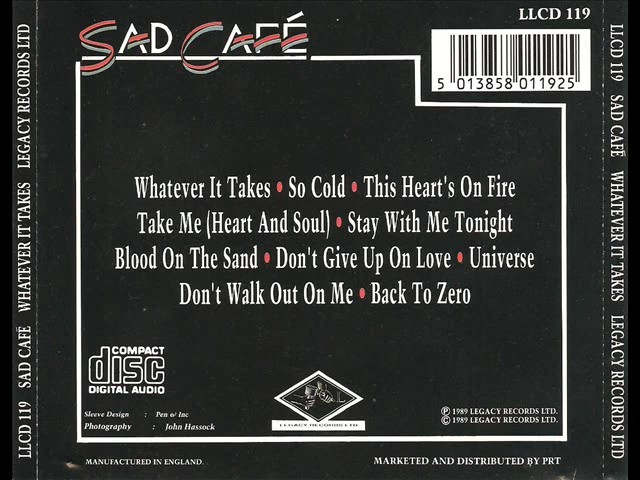 SAD CAFÉ
LLCD 119
5 013858 011925
Whatever It Takes • So Cold • This Heart's On Fire
Take Me (Heart And Soul) • Stay With Me Tonight
Blood On The Sand • Don't Give Up On Love • Universe
Don't Walk Out On Me • Back To Zero
COMPACT
disc
DIGITAL AUDIO
Sleeve Design : Pen & Inc
Photography : John Hassock
LEGACY RECORDS LTD
Ⓟ 1989 LEGACY RECORDS LTD.
© 1989 LEGACY RECORDS LTD.
MANUFACTURED IN ENGLAND.
MARKETED AND DISTRIBUTED BY PRT
LLCD 119 SAD CAFÉ WHATEVER IT TAKES LEGACY RECORDS LTD
LLCD 119 SAD CAFÉ WHATEVER IT TAKES LEGACY RECORDS LTD